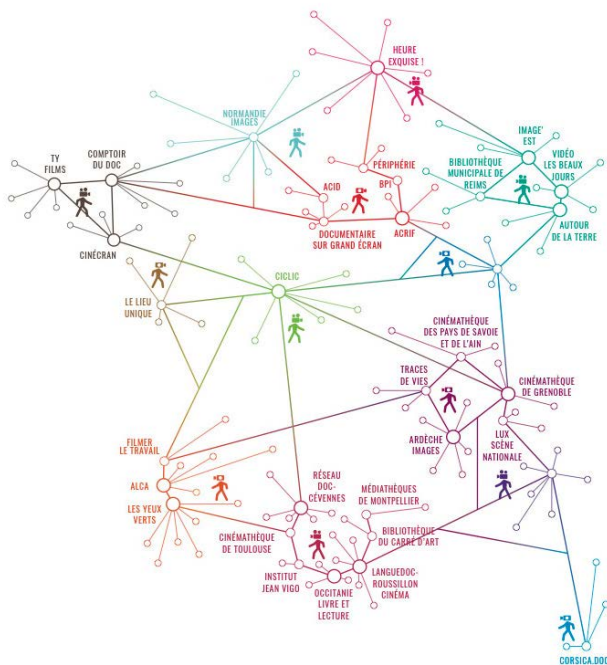 HEURE
EXQUISE !
NORMANDIE
IMAGES
IMAGE'
EST
VIDÉO
LES BEAUX
JOURS
BIBLIOTHÈQUE
MUNICIPALE DE
REIMS
TY
FILMS
COMPTOIR
DU DOC
PÉRIPHÉRIE
BPI
ACID
DOCUMENTAIRE
SUR GRAND ÉCRAN
ACRIF
AUTOUR
DE LA TERRE
CINÉCRAN
CICLIC
LE LIEU
UNIQUE
CINÉMATHÈQUE
DES PAYS DE SAVOIE
ET DE L'AIN
TRACES
DE VIES
CINÉMATHÈQUE
DE GRENOBLE
ARDÈCHE
IMAGES
LUX
SCÈNE
NATIONALE
FILMER
LE TRAVAIL
ALCA
LES YEUX
VERTS
RÉSEAU
DOC-
CÉVENNES
MÉDIATHÈQUES
DE MONTPELLIER
CINÉMATHÈQUE
DE TOULOUSE
BIBLIOTHÈQUE
DU CARRÉ D'ART
INSTITUT
JEAN VIGO
OCCITANIE
LIVRE ET
LECTURE
LANGUEDOC-
ROUSSILLON
CINÉMA
CORSICA.DOC